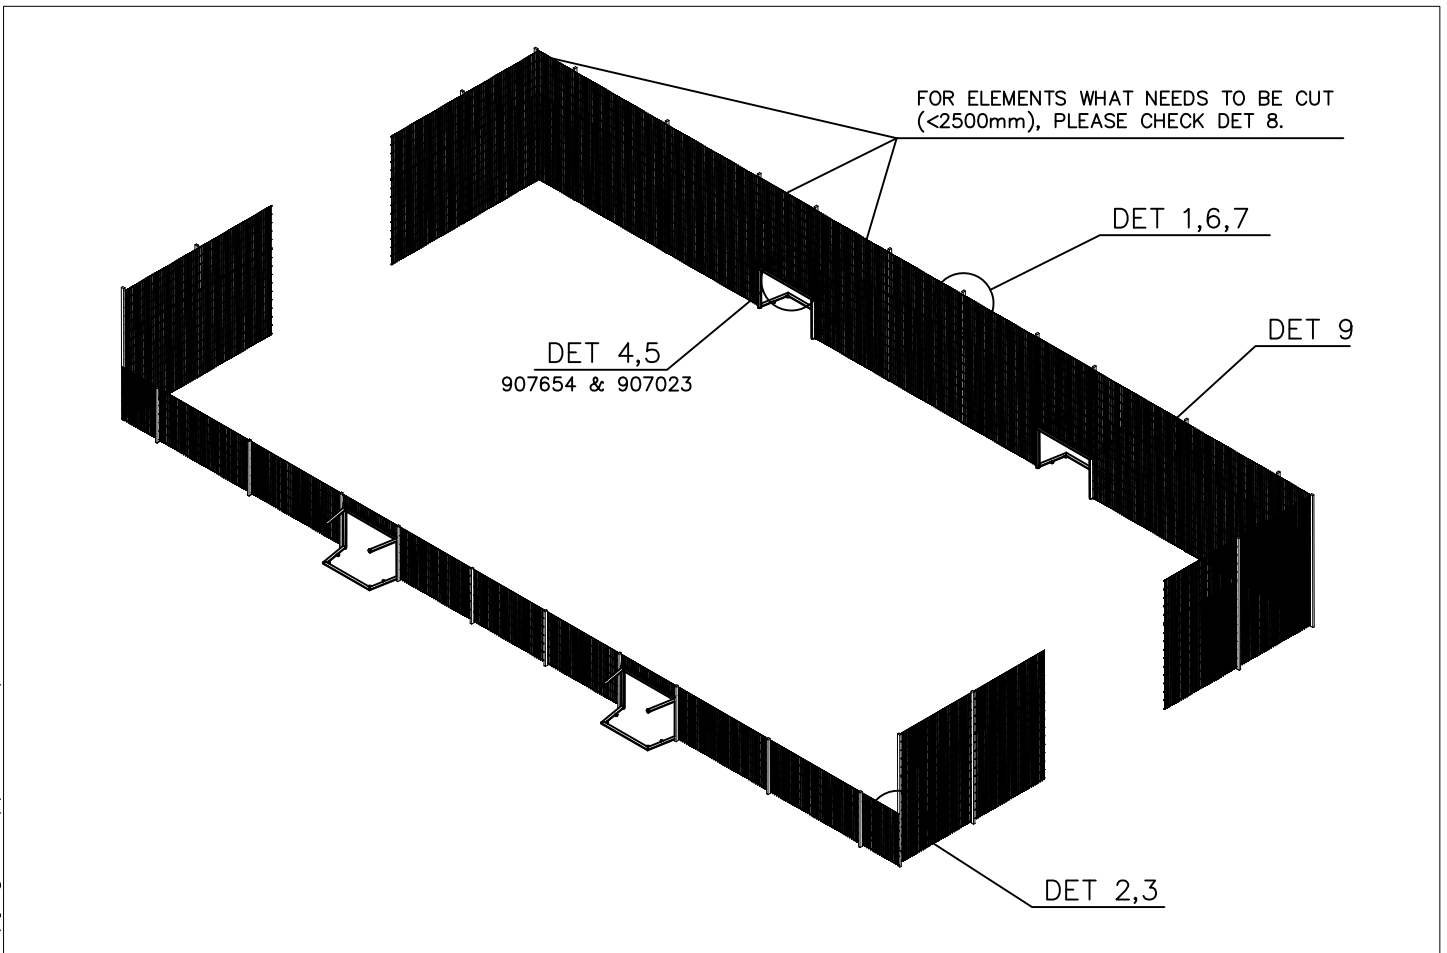 FOR ELEMENTS WHAT NEEDS TO BE CUT
(<2500mm), PLEASE CHECK DET 8.
DET 1,6,7
DET 9
DET 4,5
907654 & 907023
DET 2,3